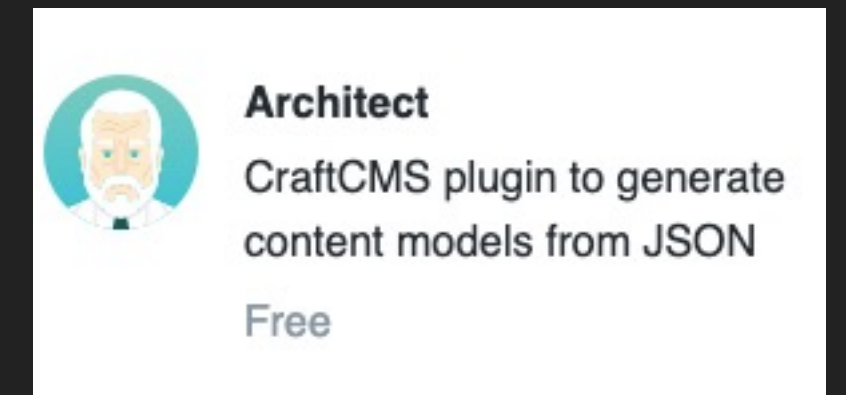 Architect
CraftCMS plugin to generate
content models from JSON
Free